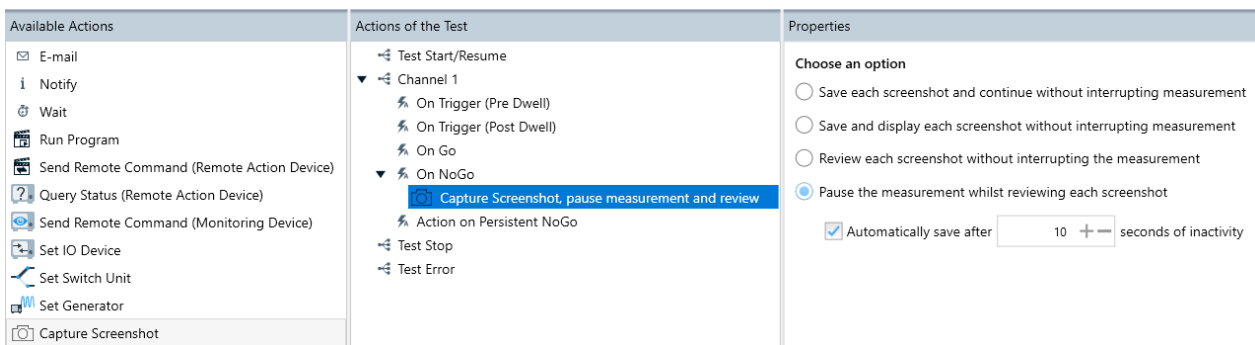 Available Actions
E-mail
Notify
Wait
Run Program
Send Remote Command (Remote Action Device)
Query Status (Remote Action Device)
Send Remote Command (Monitoring Device)
Set IO Device
Set Switch Unit
Set Generator
Capture Screenshot
Actions of the Test
Test Start/Resume
Channel 1
On Trigger (Pre Dwell)
On Trigger (Post Dwell)
On Go
On NoGo
Capture Screenshot, pause measurement and review
Action on Persistent NoGo
Test Stop
Test Error
Properties
Choose an option
Save each screenshot and continue without interrupting measurement
Save and display each screenshot without interrupting measurement
Review each screenshot without interrupting the measurement
Pause the measurement whilst reviewing each screenshot
Automatically save after 10 seconds of inactivity